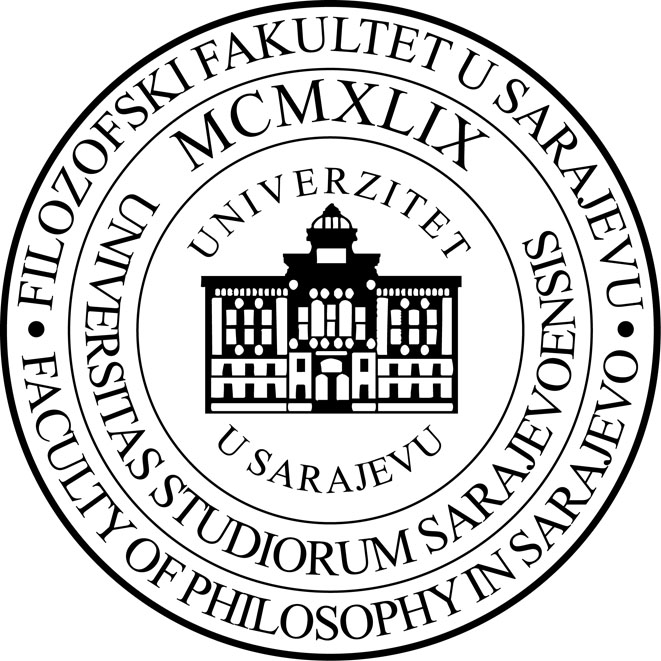 FILOZOFSKI FAKULTET U SARAJEVU
FACULTY OF PHILOSOPHY IN SARAJEVO
MCMXLIX
UNIVERSITAS STUDIORUM SARAJEVOENSIS
UNIVERZITET
U SARAJEVU